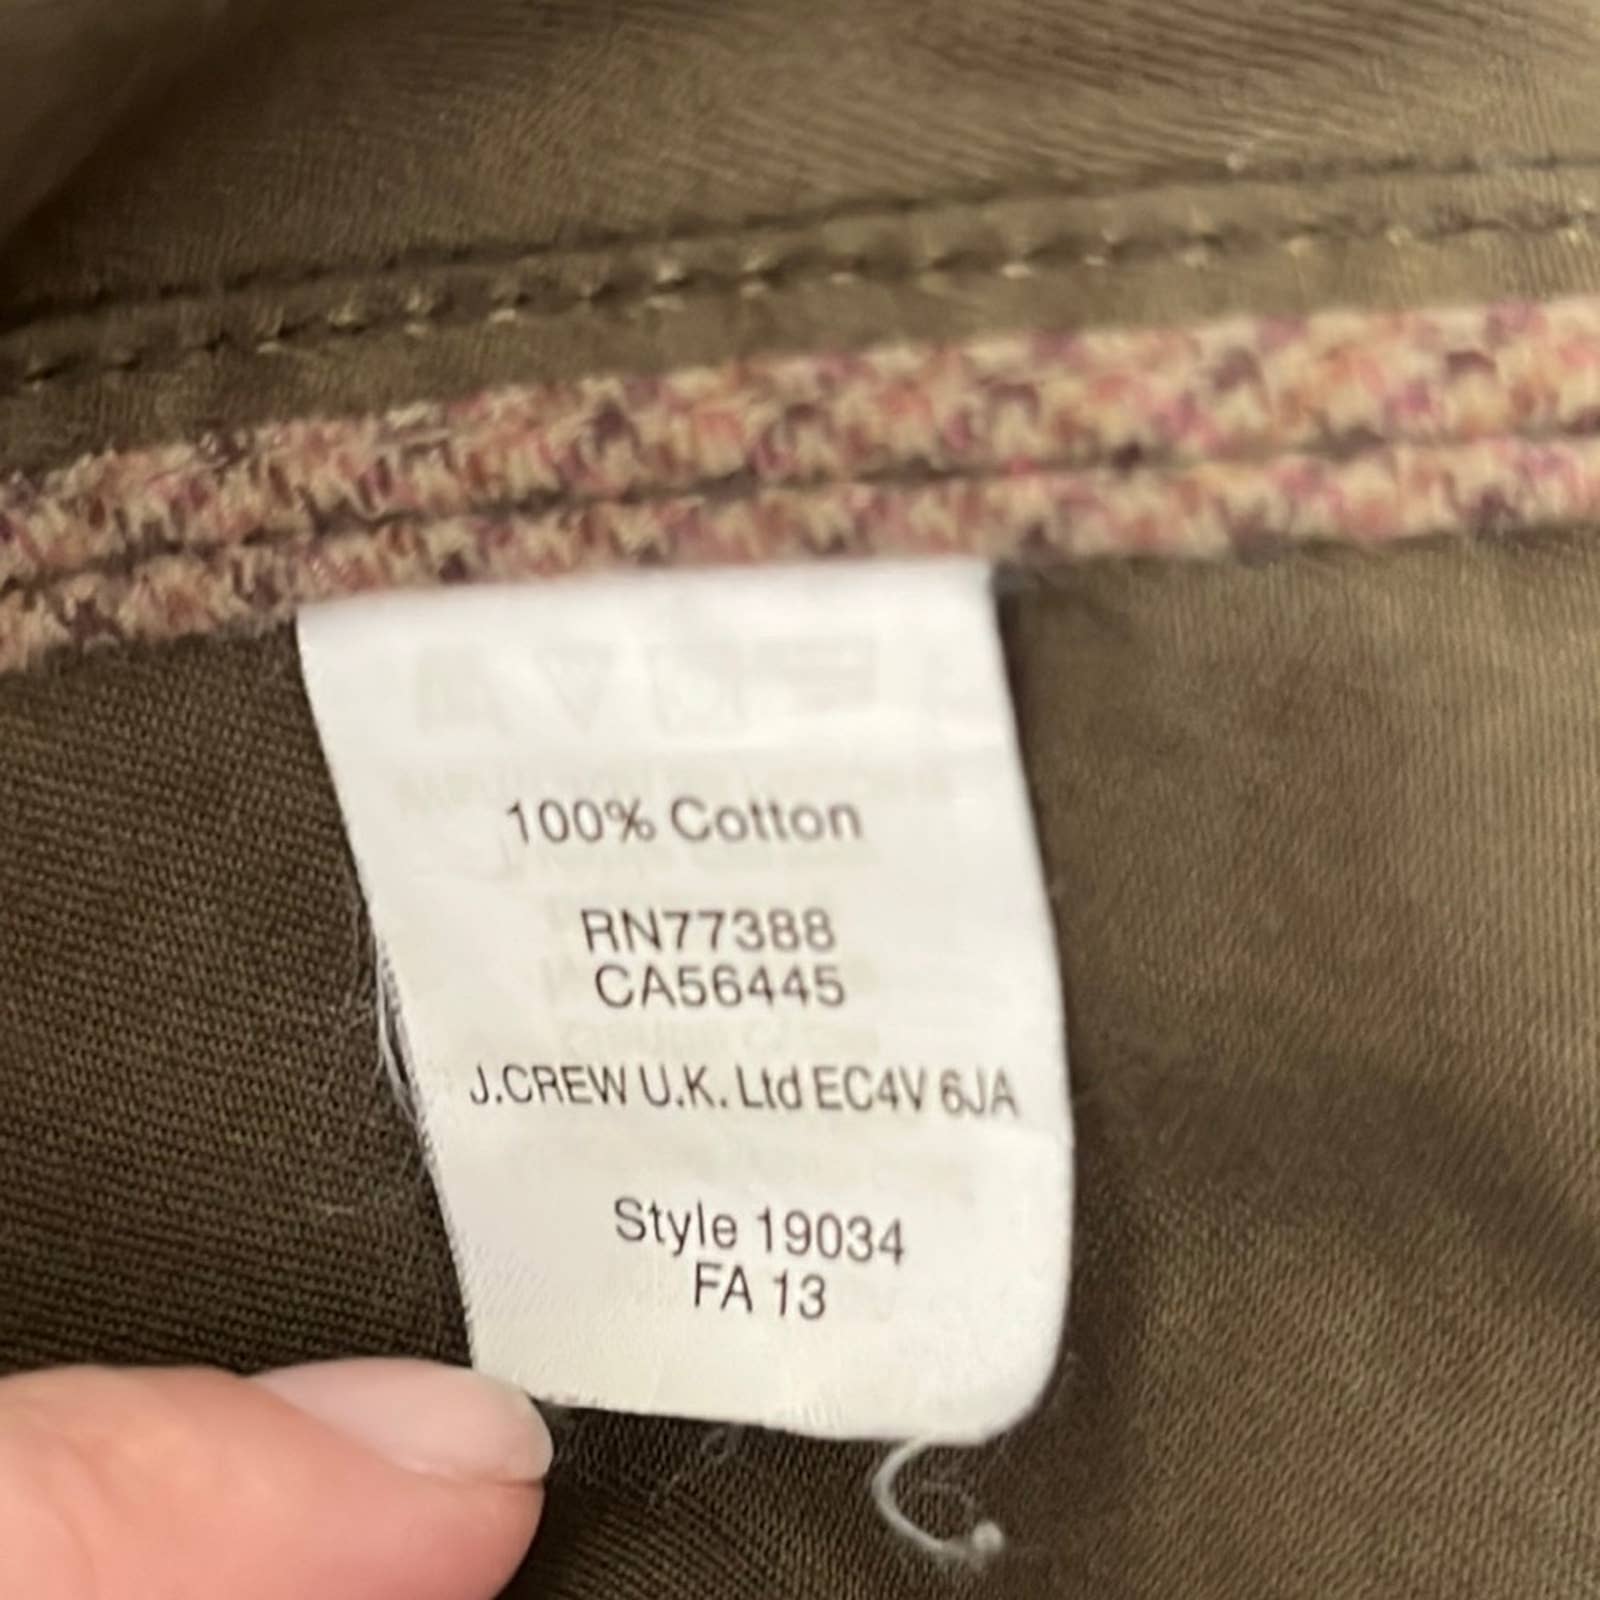 100% Cotton
RN77388
CA56445
J.CREW U.K. Ltd EC4V 6JA
Style 19034
FA 13